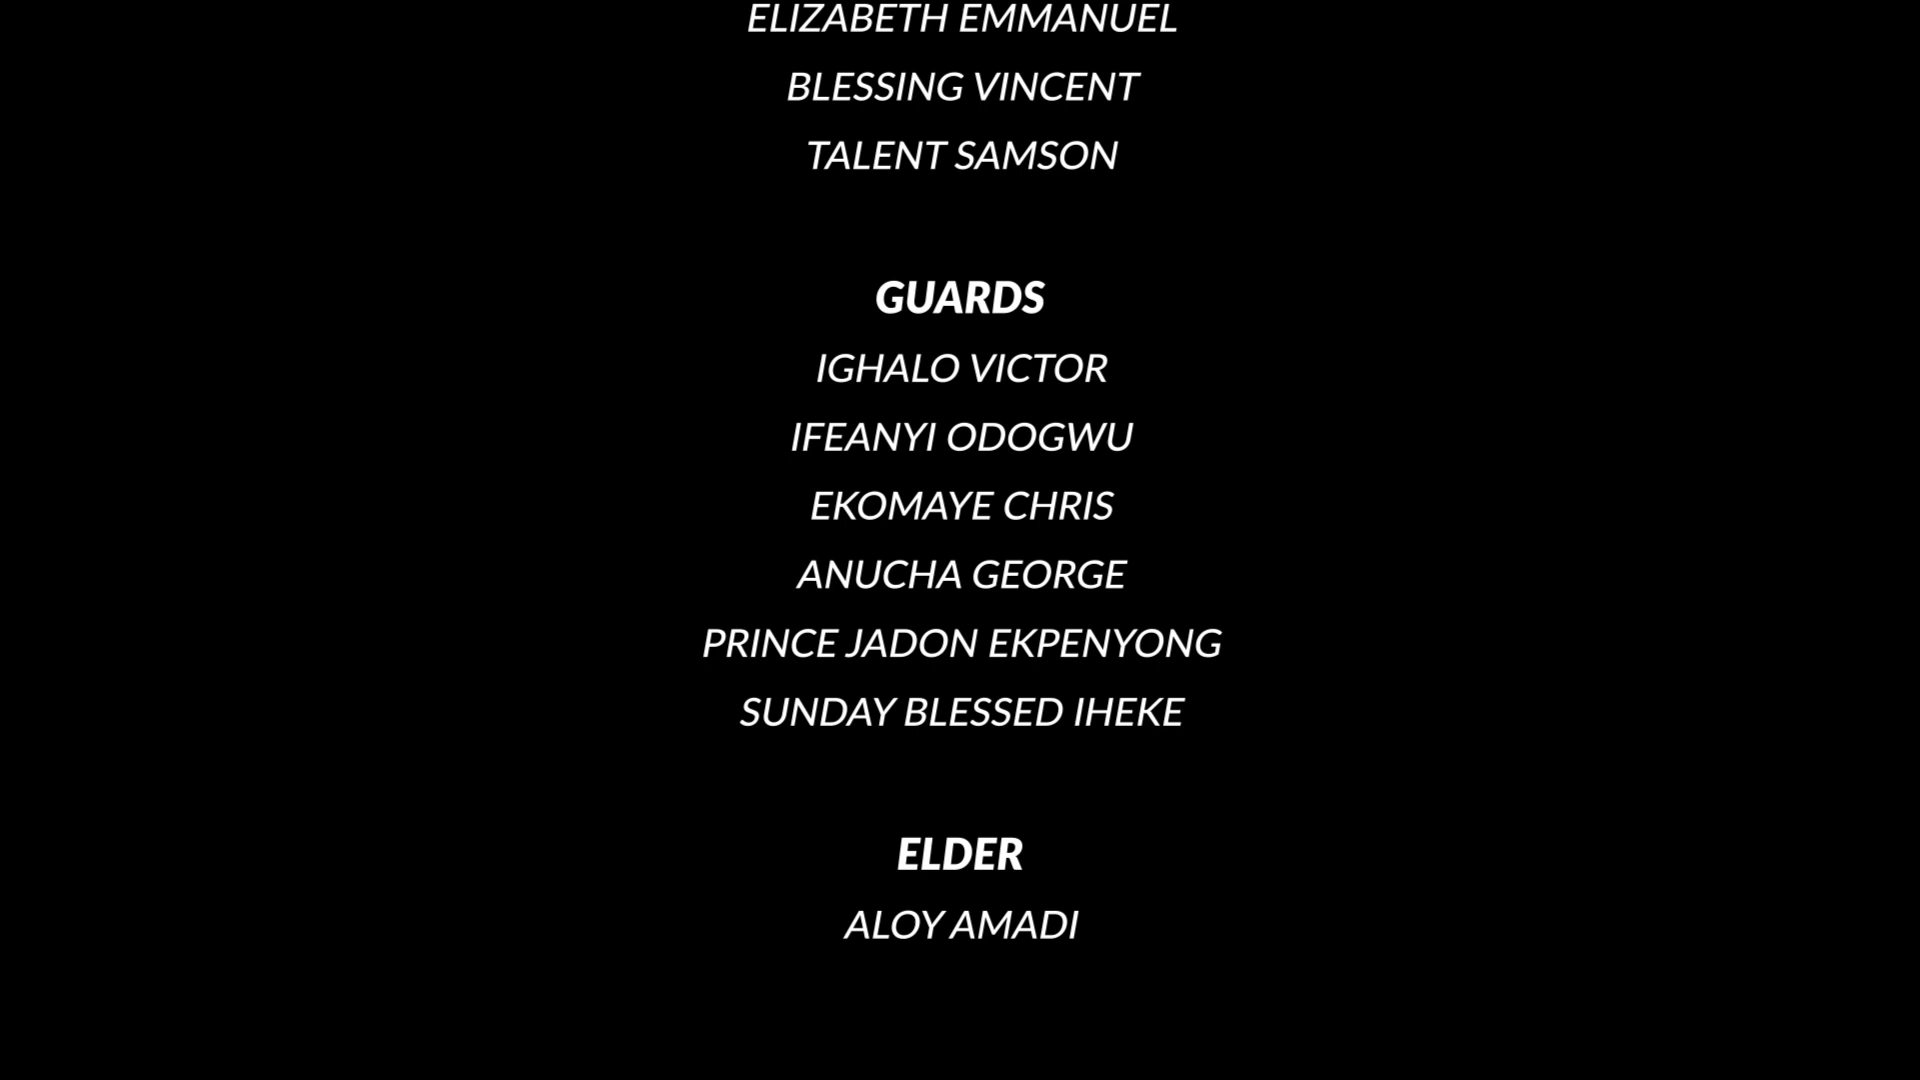 ELIZABETH EMMANUEL
BLESSING VINCENT
TALENT SAMSON
GUARDS
IGHALO VICTOR
IFEANYI ODOGWU
EKOMAYE CHRIS
ANUCHA GEORGE
PRINCE JADON EKPENYONG
SUNDAY BLESSED IHEKE
ELDER
ALOY AMADI